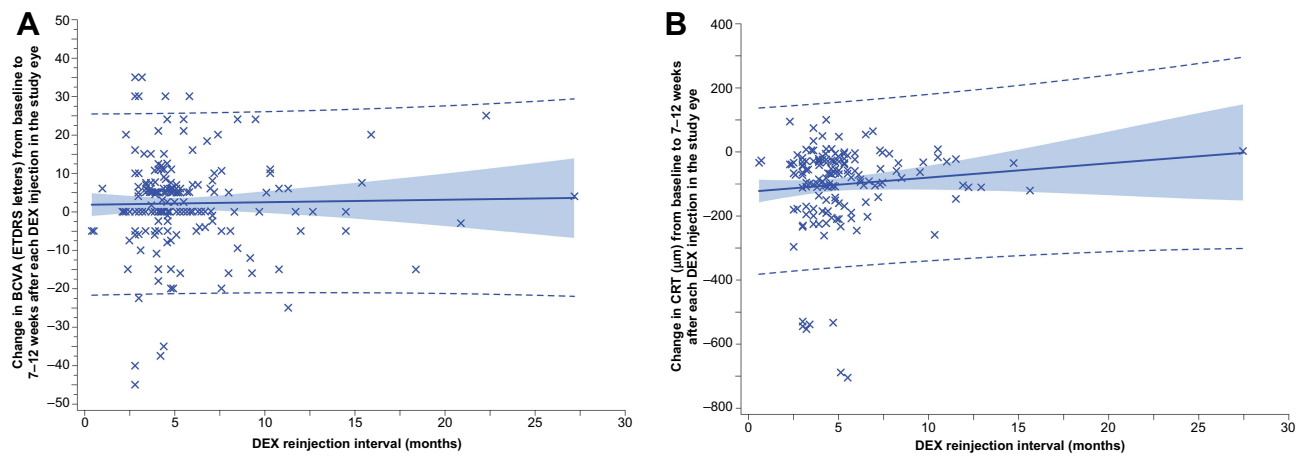 A
Change in BCVA (ETDRS letters) from baseline to
7–12 weeks after each DEX injection in the study eye
50
40
30
20
10
0
–10
–20
–30
–40
–50
0 5 10 15 20 25 30
DEX reinjection interval (months)
B
Change in CRT (μm) from baseline to 7–12 weeks
after each DEX injection in the study eye
400
200
0
–200
–400
–600
–800
0 5 10 15 20 25 30
DEX reinjection interval (months)